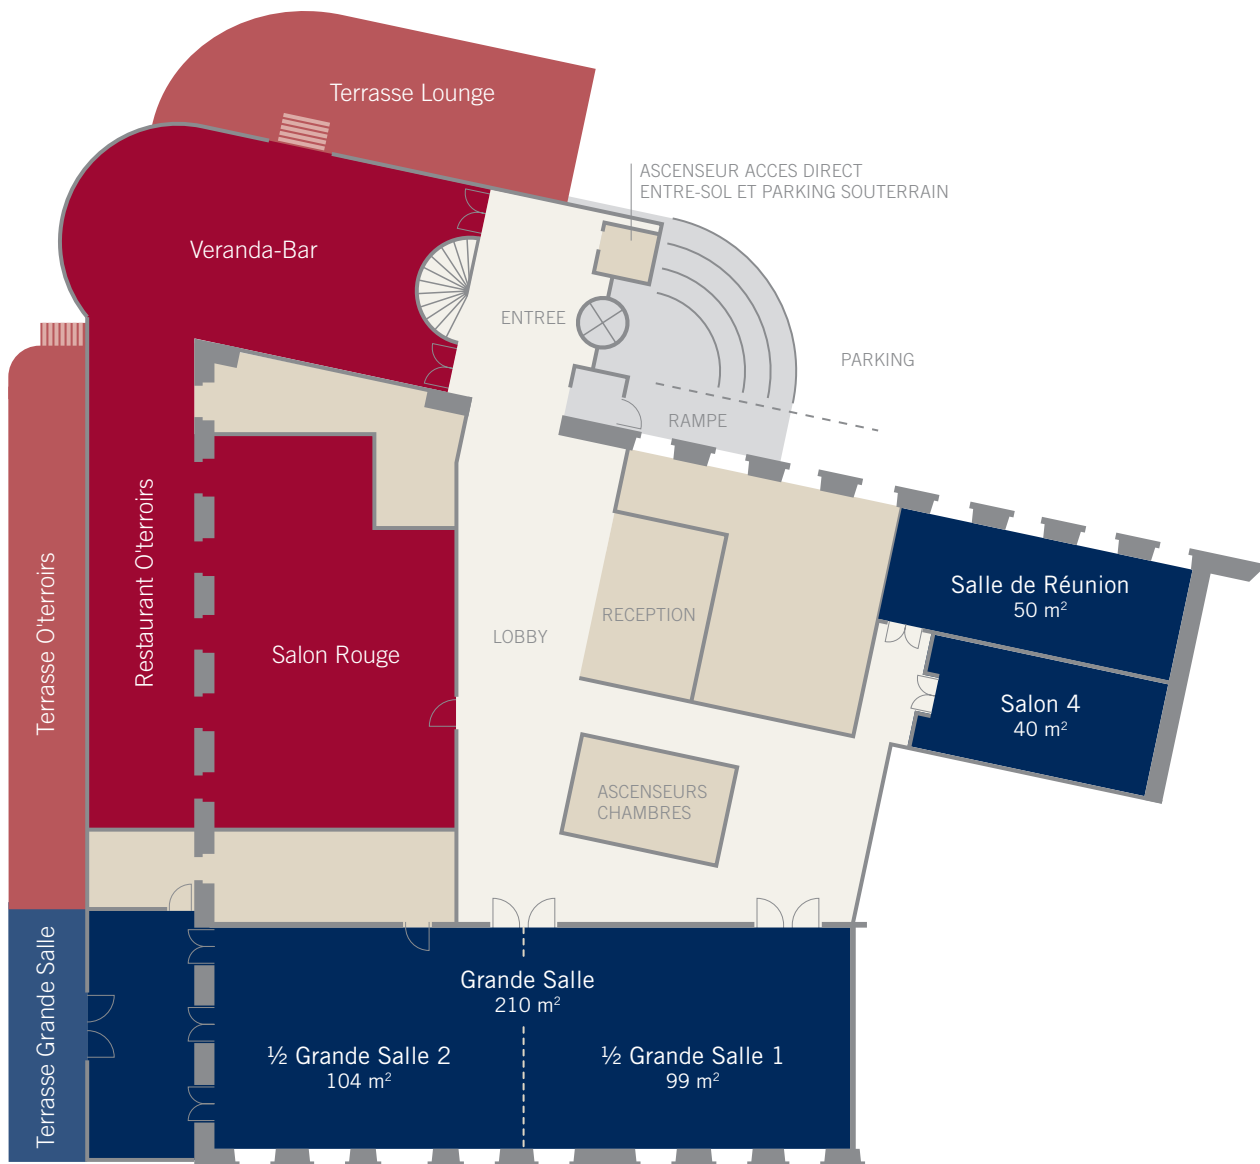 Terrasse Lounge
ASCENSEUR ACCES DIRECT
ENTRE-SOL ET PARKING SOUTERRAIN
Veranda-Bar
ENTREE
PARKING
RAMPE
Restaurant O'terroirs
Terrasse O'terroirs
Salle de Réunion
50 m²
RECEPTION
LOBBY
Salon Rouge
Salon 4
40 m²
ASCENSEURS
CHAMBRES
Terrasse Grande Salle
Grande Salle
210 m²
½ Grande Salle 2
104 m²
½ Grande Salle 1
99 m²